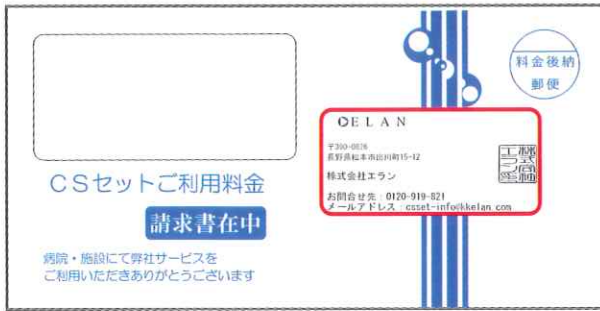 料金後納
郵便
ELAN
〒390-0826
長野県松本市出川町15-12
株式会社エラン
お問合せ先：0120-919-821
メールアドレス：csset-info@kkelan.com
CSセットご利用料金
請求書在中
病院・施設にて弊社サービスを
ご利用いただきありがとうございます